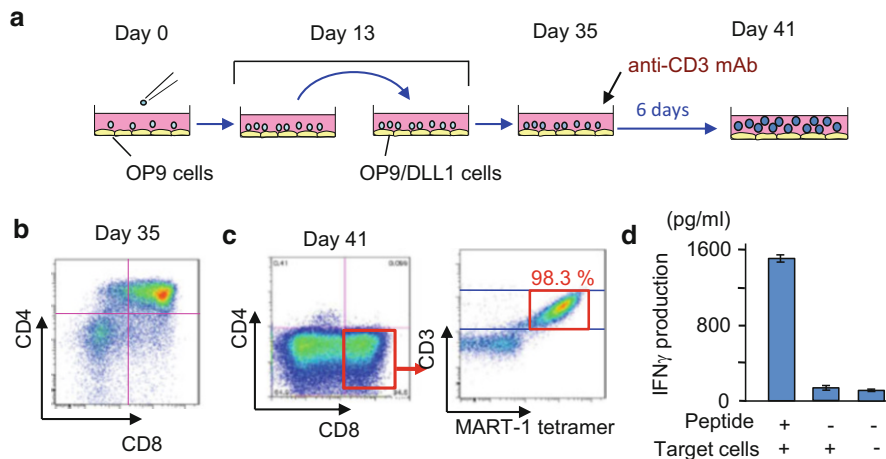 a
Day 0
Day 13
Day 35
Day 41
anti-CD3 mAb
6 days
OP9 cells
OP9/DLL1 cells
b
Day 35
CD4
CD8
c
Day 41
CD4
CD8
98.3 %
CD3
MART-1 tetramer
d
(pg/ml)
IFNγ production
1600
800
0
Peptide + - -
Target cells + + -